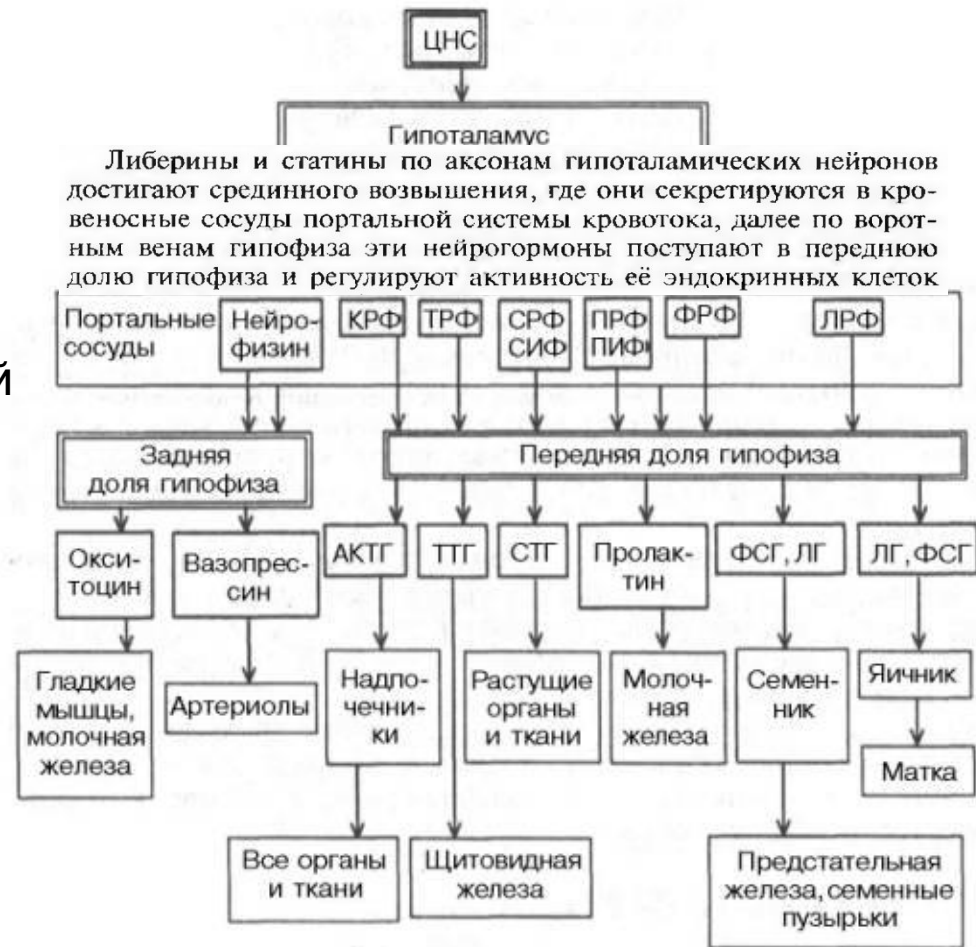 ЦНС
Гипоталамус
Либерины и статины по аксонам гипоталамических нейронов
достигают срединного возвышения, где они секретируются в кро-
веносные сосуды портальной системы кровотока, далее по ворот-
ным венам гипофиза эти нейрогормоны поступают в переднюю
долю гипофиза и регулируют активность её эндокринных клеток
й
Портальные
сосуды
Нейро-
физин
КРФ
ТРФ
СРФ
СИФ
ПРФ
ПИФ
ФРФ
ЛРФ
Задняя
доля гипофиза
Передняя доля гипофиза
Окси-
тоцин
Вазопрес-
син
АКТГ
ТТГ
СТГ
Пролак-
тин
ФСГ, ЛГ
ЛГ, ФСГ
Гладкие
мышцы,
молочная
железа
Артериолы
Надпо-
чечни-
ки
Растущие
органы
и ткани
Молоч-
ная
железа
Семен-
ник
Яичник
Матка
Все органы
и ткани
Щитовидная
железа
Предстательная
железа, семенные
пузырьки